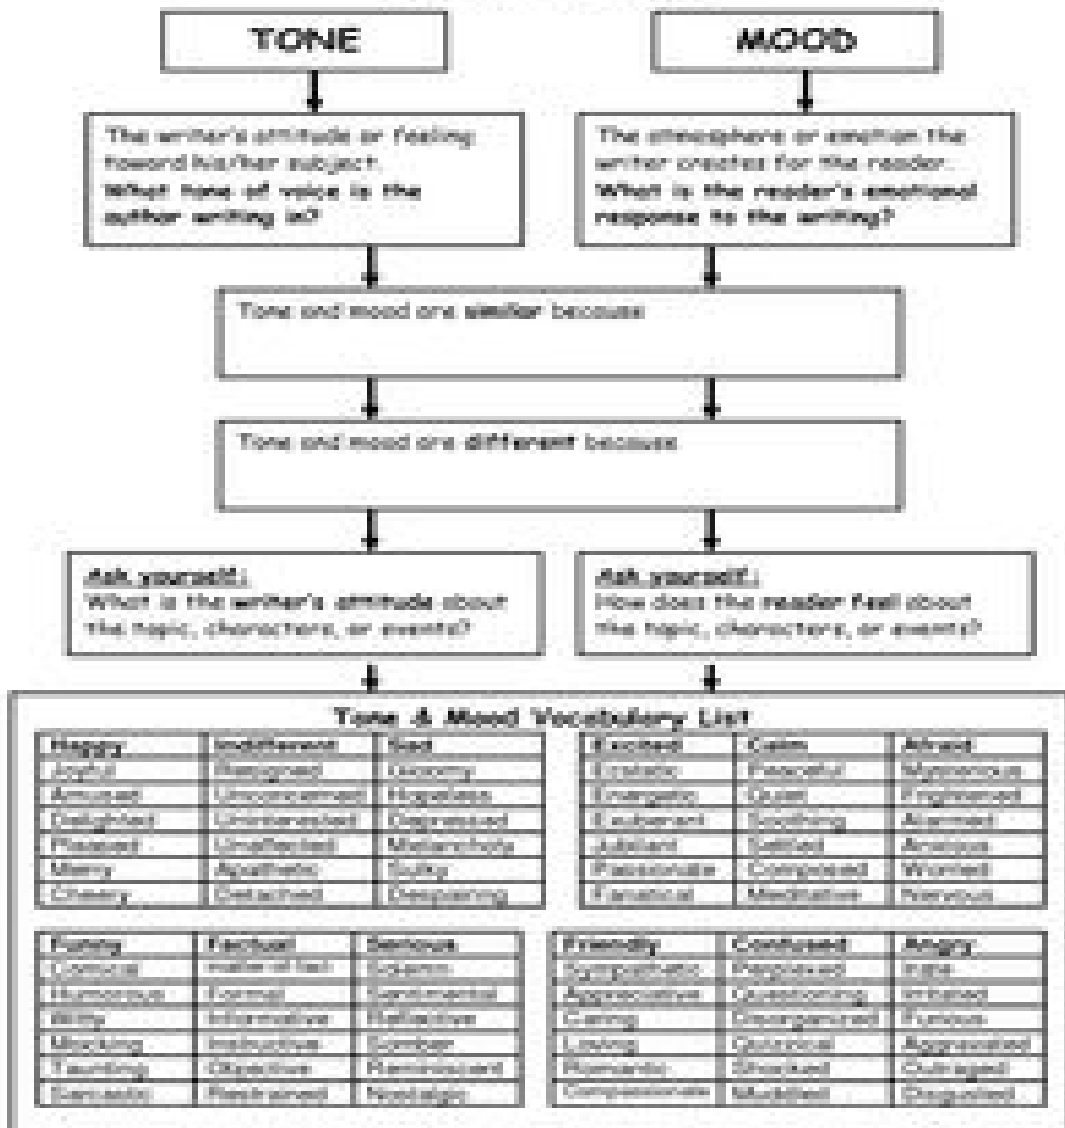 TONE
MOOD
The writer's attitude or feeling
toward his/her subject.
What tone of voice is the
author writing in?
The atmosphere or emotion the
writer creates for the reader.
What is the reader's emotional
response to the writing?
Tone and mood are similar because
Tone and mood are different because
Ask yourself:
What is the writer's attitude about
the topic, characters, or events?
Ask yourself:
How does the reader feel about
the topic, characters, or events?
Tone & Mood Vocabulary List
Happy Indifferent Sad
Joyful Resigned Gloomy
Amused Unconcerned Hopeless
Delighted Uninterested Depressed
Pleased Unaffected Melancholy
Merry Apathetic Sulky
Cheery Detached Despairing
Excited Calm Afraid
Ecstatic Peaceful Mysterious
Energetic Quiet Frightened
Exuberant Soothing Alarmed
Jubilant Settled Anxious
Passionate Composed Worried
Fanatical Meditative Nervous
Funny Factual Serious
Comical matter-of-fact Solemn
Humorous Formal Sentimental
Witty Informative Reflective
Mocking Instructive Somber
Taunting Objective Reminiscent
Sarcastic Restrained Nostalgic
Friendly Confused Angry
Sympathetic Perplexed Irate
Appreciative Questioning Irritated
Caring Disorganized Furious
Loving Quizzical Aggravated
Romantic Shocked Outraged
Compassionate Muddled Disgusted